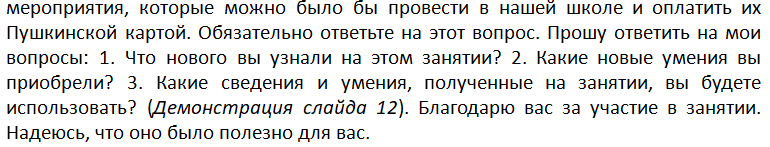 мероприятия, которые можно было бы провести в нашей школе и оплатить их
Пушкинской картой. Обязательно ответьте на этот вопрос. Прошу ответить на мои
вопросы: 1. Что нового вы узнали на этом занятии? 2. Какие новые умения вы
приобрели? 3. Какие сведения и умения, полученные на занятии, вы будете
использовать? (Демонстрация слайда 12). Благодарю вас за участие в занятии.
Надеюсь, что оно было полезно для вас.